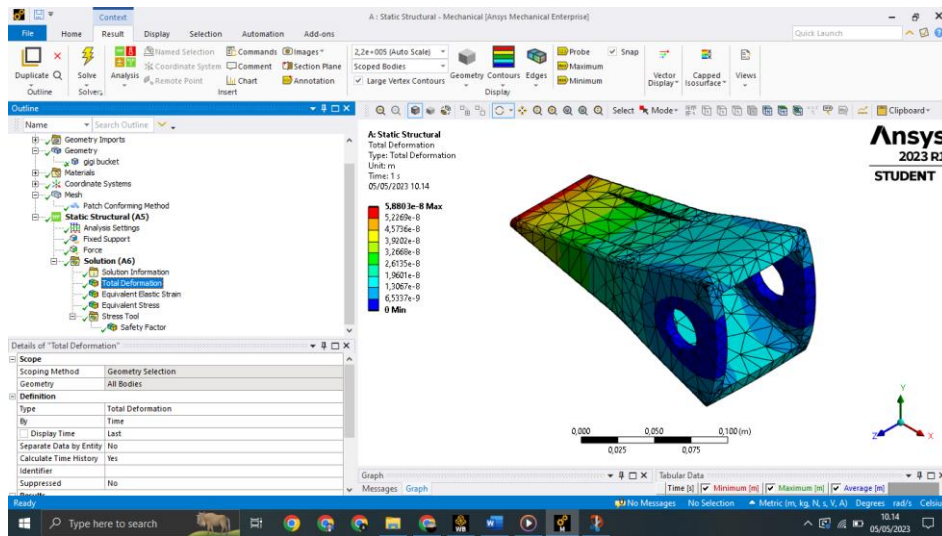 Context
A : Static Structural - Mechanical [Ansys Mechanical Enterprise]
File Home Result Display Selection Automation Add-ons
Quick Launch
Duplicate Q
Outline
Solve
Solvers
Analysis
Named Selection
Coordinate System
Remote Point
Commands
Comment
Chart
Images
Section Plane
Annotation
Insert
2,2e+005 (Auto Scale)
Scoped Bodies
Large Vertex Contours
Geometry Contours Edges
Probe
Maximum
Minimum
Snap
Display
Vector
Display
Capped
Isosurface
Views
Outline
Name Search Outline
Geometry Imports
Geometry
gigi bucket
Materials
Coordinate Systems
Mesh
Patch Conforming Method
Static Structural (A5)
Analysis Settings
Fixed Support
Force
Solution (A6)
Solution Information
Total Deformation
Equivalent Elastic Strain
Equivalent Stress
Stress Tool
Safety Factor
Details of "Total Deformation"
Scope
Scoping Method Geometry Selection
Geometry All Bodies
Definition
Type Total Deformation
By Time
Display Time Last
Separate Data by Entity No
Calculate Time History Yes
Identifier
Suppressed No
Results
Select Mode
Clipboard
A: Static Structural
Total Deformation
Type: Total Deformation
Unit: m
Time: 1 s
05/05/2023 10.14
5,8803e-8 Max
5,2269e-8
4,5736e-8
3,9202e-8
3,2668e-8
2,6135e-8
1,9601e-8
1,3067e-8
6,5337e-9
0 Min
Ansys
2023 R1
STUDENT
0,000 0,050 0,100 (m)
0,025 0,075
Y
Z X
Graph
Messages Graph
Tabular Data
Time [s] Minimum [m] Maximum [m] Average [m]
Ready
No Messages No Selection Metric (m, kg, N, s, V, A) Degrees rad/s Celsiu
Type here to search
10.14
05/05/2023